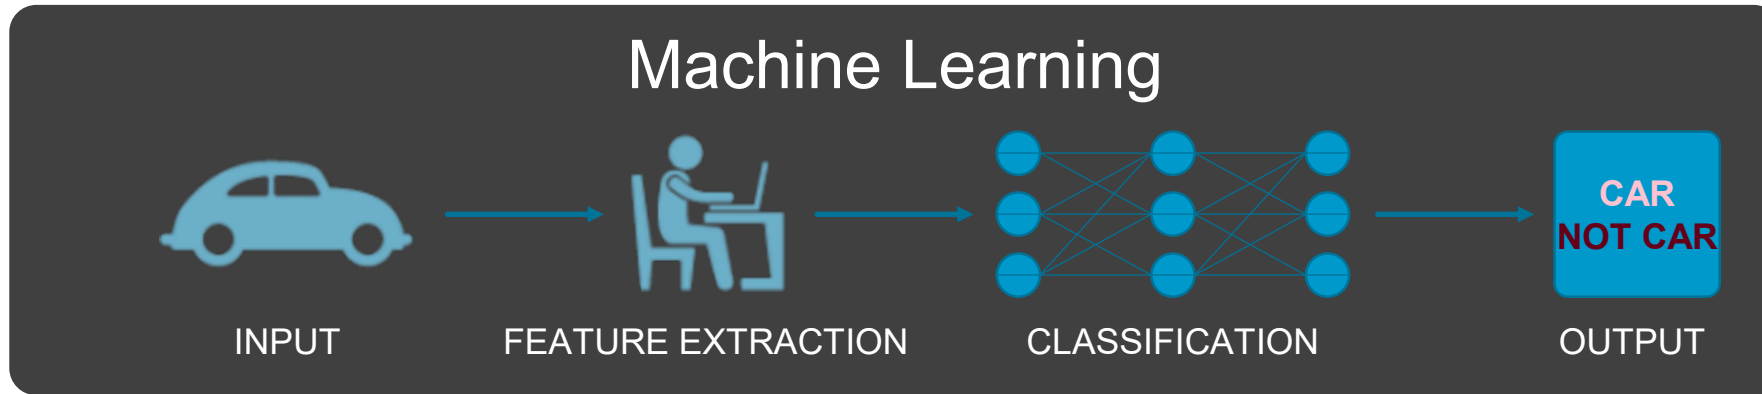 Machine Learning
CAR
NOT CAR
INPUT
FEATURE EXTRACTION
CLASSIFICATION
OUTPUT